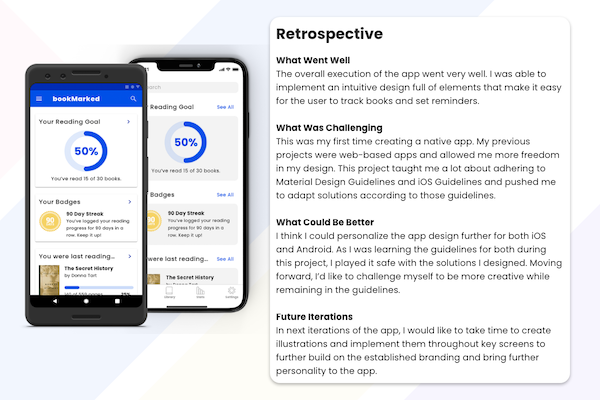 bookMarked
Your Reading Goal
50%
You've read 15 of 30 books.
Your Badges
90 Day Streak
You've logged your reading
progress for 90 days in a
row. Keep it up!
You were last reading...
The Secret History
by Donna Tart
Reading Goal
See All
50%
You've read 15 of 30 books.
See All
90 Day Streak
You've logged your reading
progress for 90 days in a
row. Keep it up!
were last reading...
See All
The Secret History
by Donna Tart
Settings
Retrospective
What Went Well
The overall execution of the app went very well. I was able to
implement an intuitive design full of elements that make it easy
for the user to track books and set reminders.
What Was Challenging
This was my first time creating a native app. My previous
projects were web-based apps and allowed me more freedom
in my design. This project taught me a lot about adhering to
Material Design Guidelines and iOS Guidelines and pushed me
to adapt solutions according to those guidelines.
What Could Be Better
I think I could personalize the app design further for both iOS
and Android. As I was learning the guidelines for both during
this project, I played it safe with the solutions I designed. Moving
forward, I'd like to challenge myself to be more creative while
remaining in the guidelines.
Future Iterations
In next iterations of the app, I would like to take time to create
illustrations and implement them throughout key screens to
further build on the established branding and bring further
personality to the app.